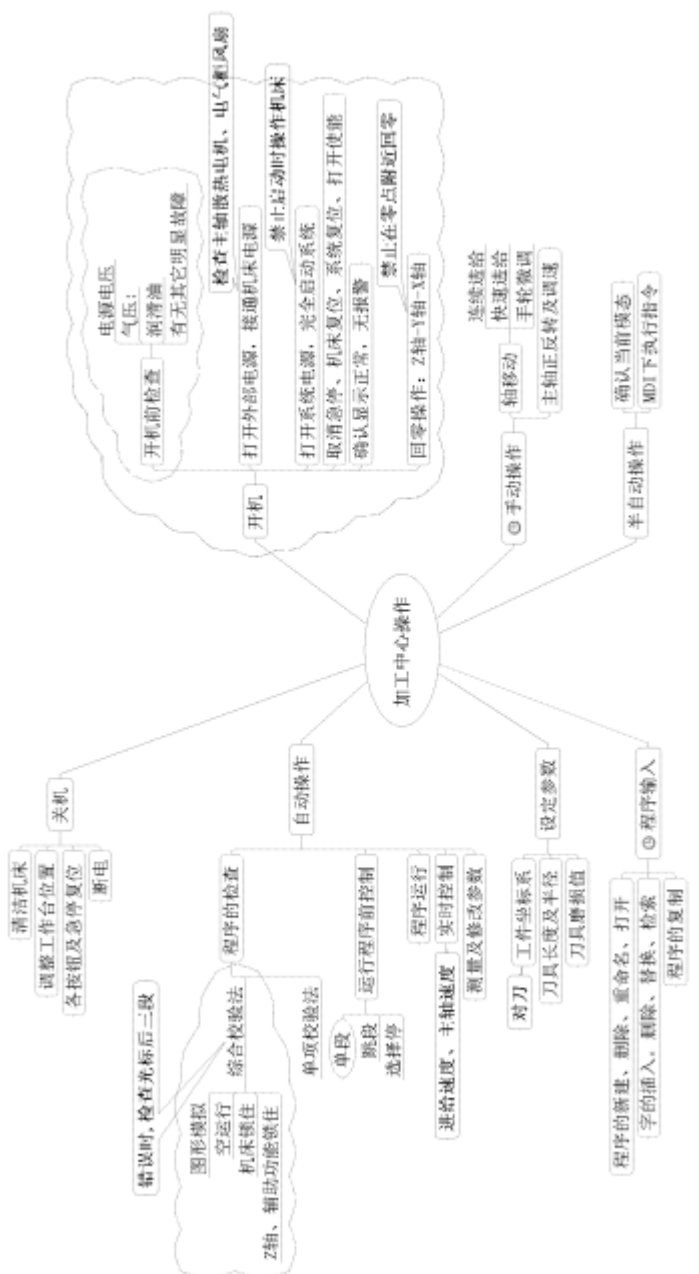 加工中心操作
开机
开机前检查
电源电压
气压:
润滑油
有无其它明显故障
打开外部电源，接通机床电源
检查主轴散热电机、电气柜风扇
打开系统电源，完全启动系统
禁止启动时操作机床
取消急停、机床复位、系统复位、打开使能
确认显示正常，无报警
回零操作：Z轴-Y轴-X轴
禁止在零点附近回零
手动操作
轴移动
连续进给
快速进给
手轮微调
主轴正反转及调速
半自动操作
确认当前模态
MDI下执行指令
关机
清洁机床
调整工作台位置
各按钮及急停复位
断电
自动操作
程序的检查
综合校验法
错误时,检查光标后三段
图形模拟
空运行
机床锁住
Z轴、辅助功能锁住
单项校验法
运行程序前控制
单段
跳段
选择停
程序运行
实时控制
进给速度、主轴速度
测量及修改参数
设定参数
工件坐标系
对刀
刀具长度及半径
刀具磨损值
程序输入
程序的新建、删除、重命名、打开
字的插入。删除、替换、检索
程序的复制